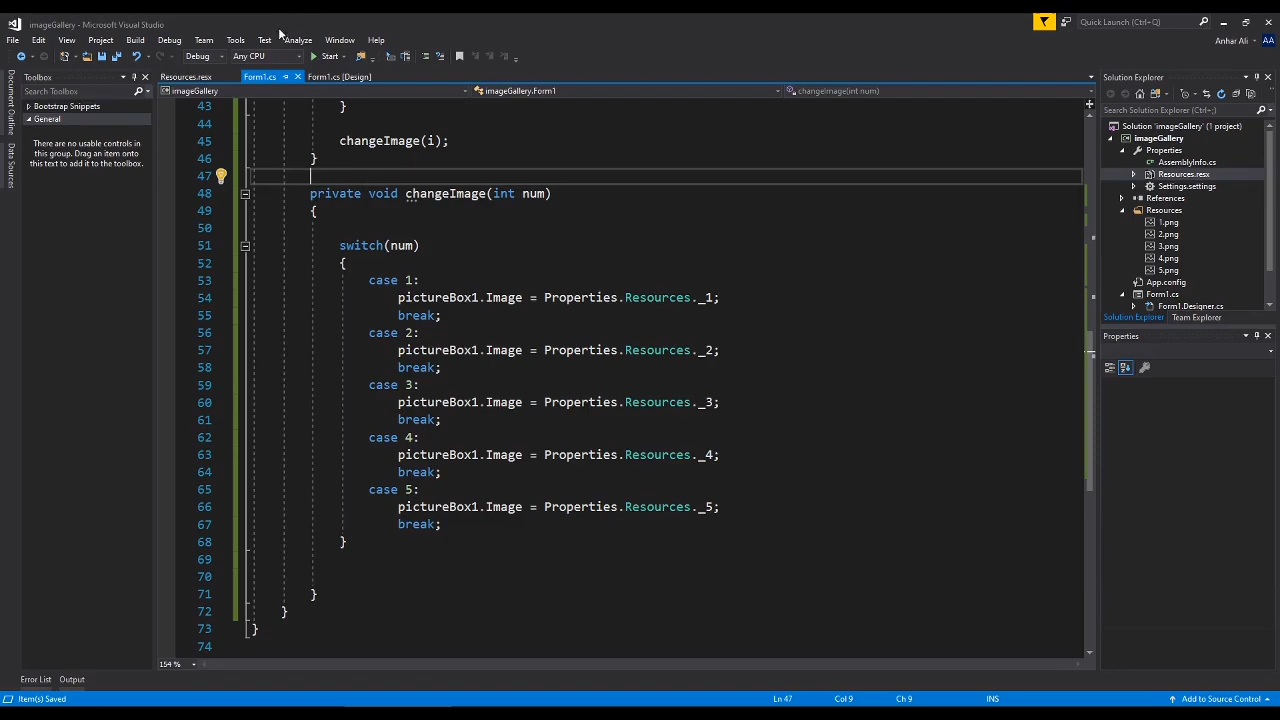 imageGallery - Microsoft Visual Studio
Quick Launch (Ctrl+Q)
File Edit View Project Build Debug Team Tools Test Analyze Window Help
Anhar Ali AA
Debug Any CPU Start
Document Outline
Data Sources
Toolbox
Search Toolbox
Bootstrap Snippets
General
There are no usable controls in
this group. Drag an item onto
this text to add it to the toolbox.
Resources.resx Form1.cs Form1.cs [Design]
imageGallery imageGallery.Form1 changeImage(int num)
43 }
44
45 changeImage(i);
46 }
47
48 private void changeImage(int num)
49 {
50
51 switch(num)
52 {
53 case 1:
54 pictureBox1.Image = Properties.Resources._1;
55 break;
56 case 2:
57 pictureBox1.Image = Properties.Resources._2;
58 break;
59 case 3:
60 pictureBox1.Image = Properties.Resources._3;
61 break;
62 case 4:
63 pictureBox1.Image = Properties.Resources._4;
64 break;
65 case 5:
66 pictureBox1.Image = Properties.Resources._5;
67 break;
68 }
69
70
71 }
72 }
73 }
74
154 %
Solution Explorer
Search Solution Explorer (Ctrl+;)
Solution 'imageGallery' (1 project)
imageGallery
Properties
AssemblyInfo.cs
Resources.resx
Settings.settings
References
Resources
1.png
2.png
3.png
4.png
5.png
App.config
Form1.cs
Form1.Designer.cs
Solution Explorer Team Explorer
Properties
Error List Output
Item(s) Saved Ln 47 Col 9 Ch 9 INS Add to Source Control